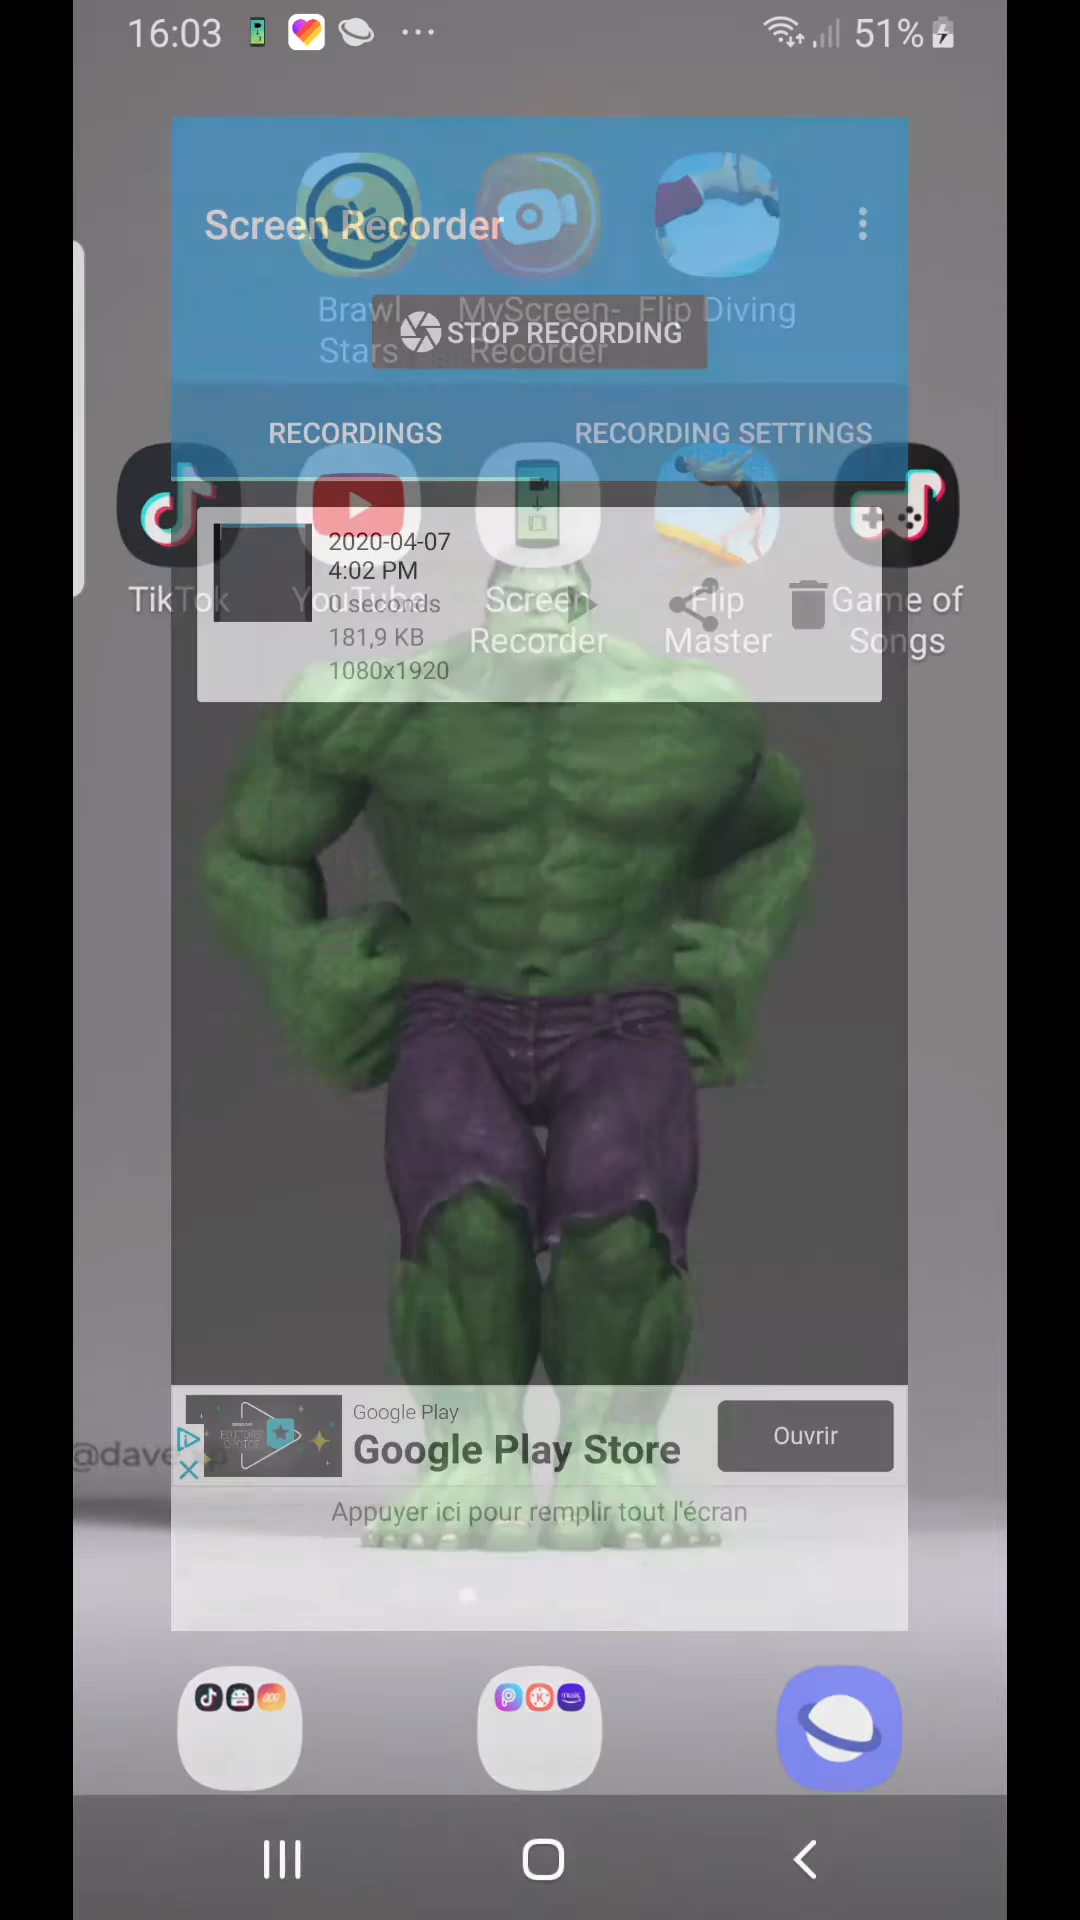 16:03
51%
Screen Recorder
Brawl Stars
MyScreen-Recorder
Flip Diving
STOP RECORDING
RECORDINGS
RECORDING SETTINGS
2020-04-07
4:02 PM
0 seconds
181,9 KB
1080x1920
TikTok
YouTube
Screen Recorder
Flip Master
Game of Songs
Google Play
Google Play Store
Ouvrir
@dave
Appuyer ici pour remplir tout l'écran